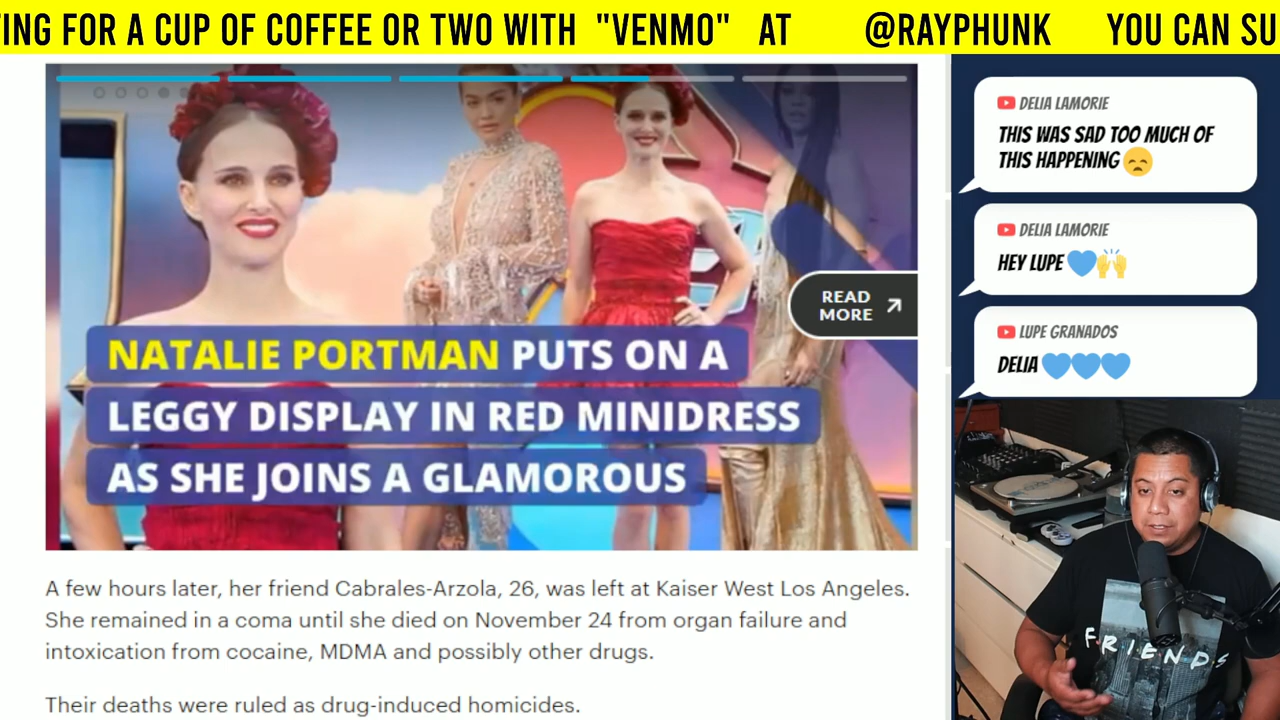 TING FOR A CUP OF COFFEE OR TWO WITH "VENMO" AT @RAYPHUNK YOU CAN SU
DELIA LAMORIE
THIS WAS SAD TOO MUCH OF
THIS HAPPENING 😞
DELIA LAMORIE
HEY LUPE 💙🙌
LUPE GRANADOS
DELIA 💙💙💙
READ
MORE
NATALIE PORTMAN PUTS ON A
LEGGY DISPLAY IN RED MINIDRESS
AS SHE JOINS A GLAMOROUS
A few hours later, her friend Cabrales-Arzola, 26, was left at Kaiser West Los Angeles.
She remained in a coma until she died on November 24 from organ failure and
intoxication from cocaine, MDMA and possibly other drugs.
Their deaths were ruled as drug-induced homicides.
FRIENDS